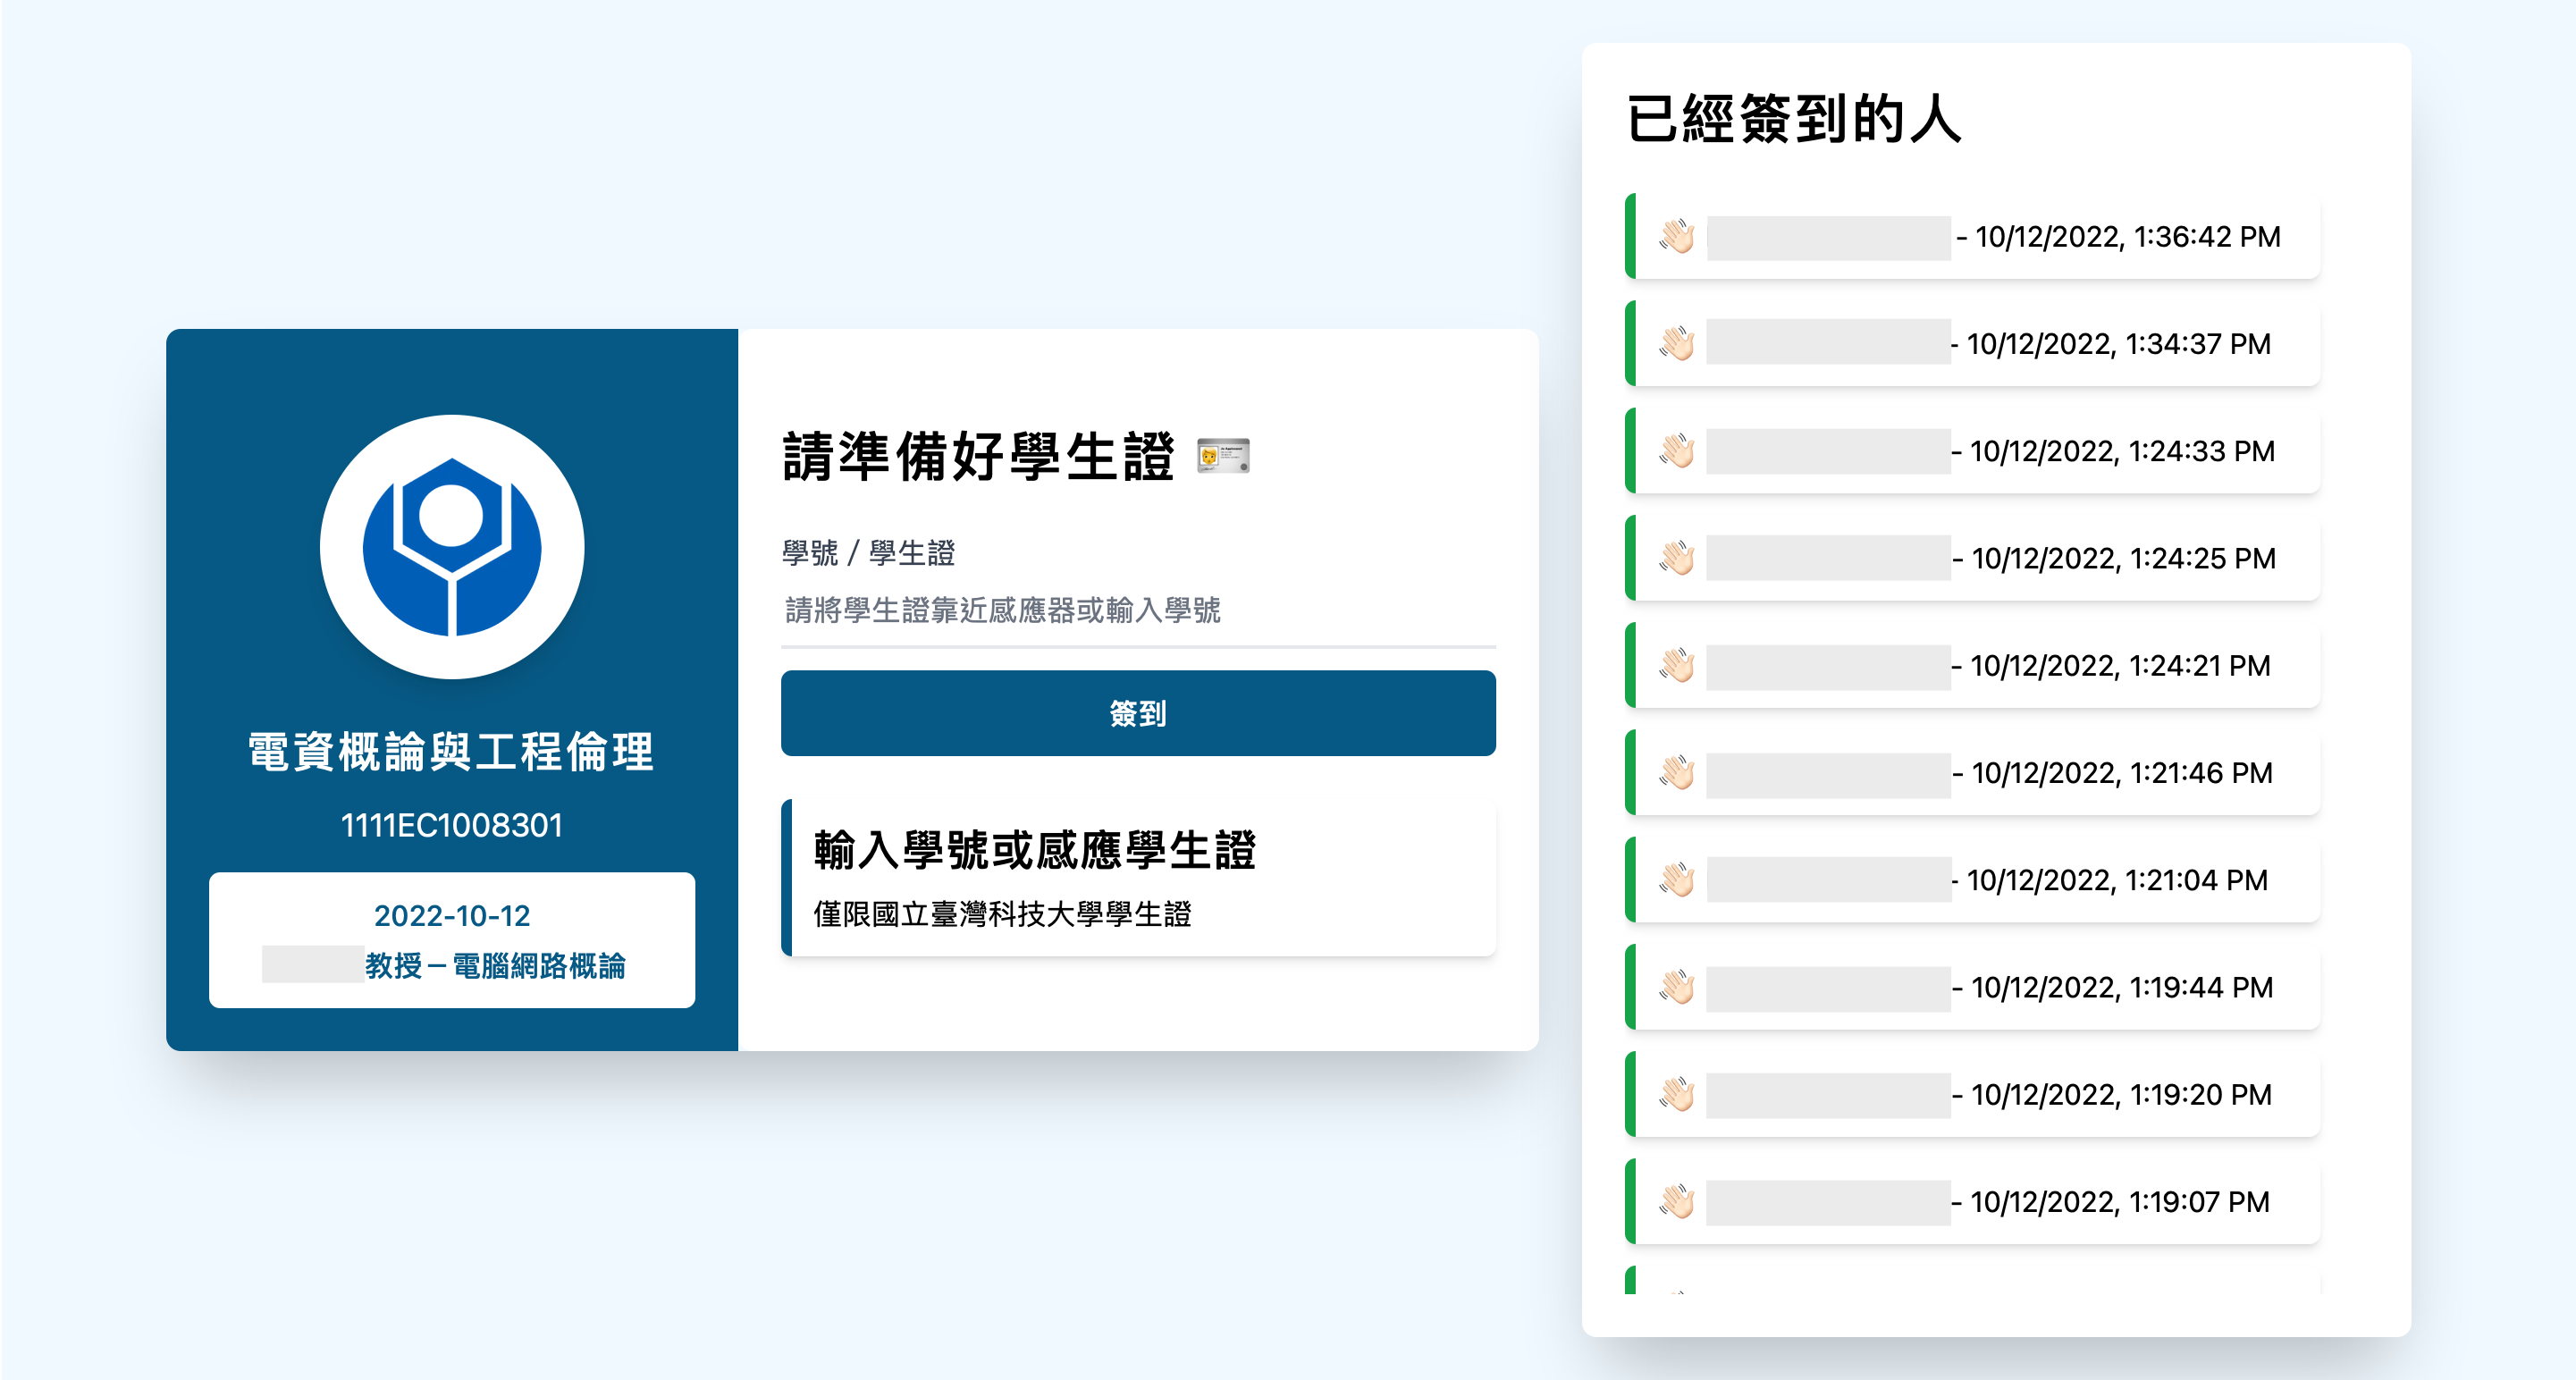 電資概論與工程倫理
1111EC1008301
2022-10-12
教授－電腦網路概論
請準備好學生證
學號 / 學生證
請將學生證靠近感應器或輸入學號
簽到
輸入學號或感應學生證
僅限國立臺灣科技大學學生證
已經簽到的人
- 10/12/2022, 1:36:42 PM
- 10/12/2022, 1:34:37 PM
- 10/12/2022, 1:24:33 PM
- 10/12/2022, 1:24:25 PM
- 10/12/2022, 1:24:21 PM
- 10/12/2022, 1:21:46 PM
- 10/12/2022, 1:21:04 PM
- 10/12/2022, 1:19:44 PM
- 10/12/2022, 1:19:20 PM
- 10/12/2022, 1:19:07 PM